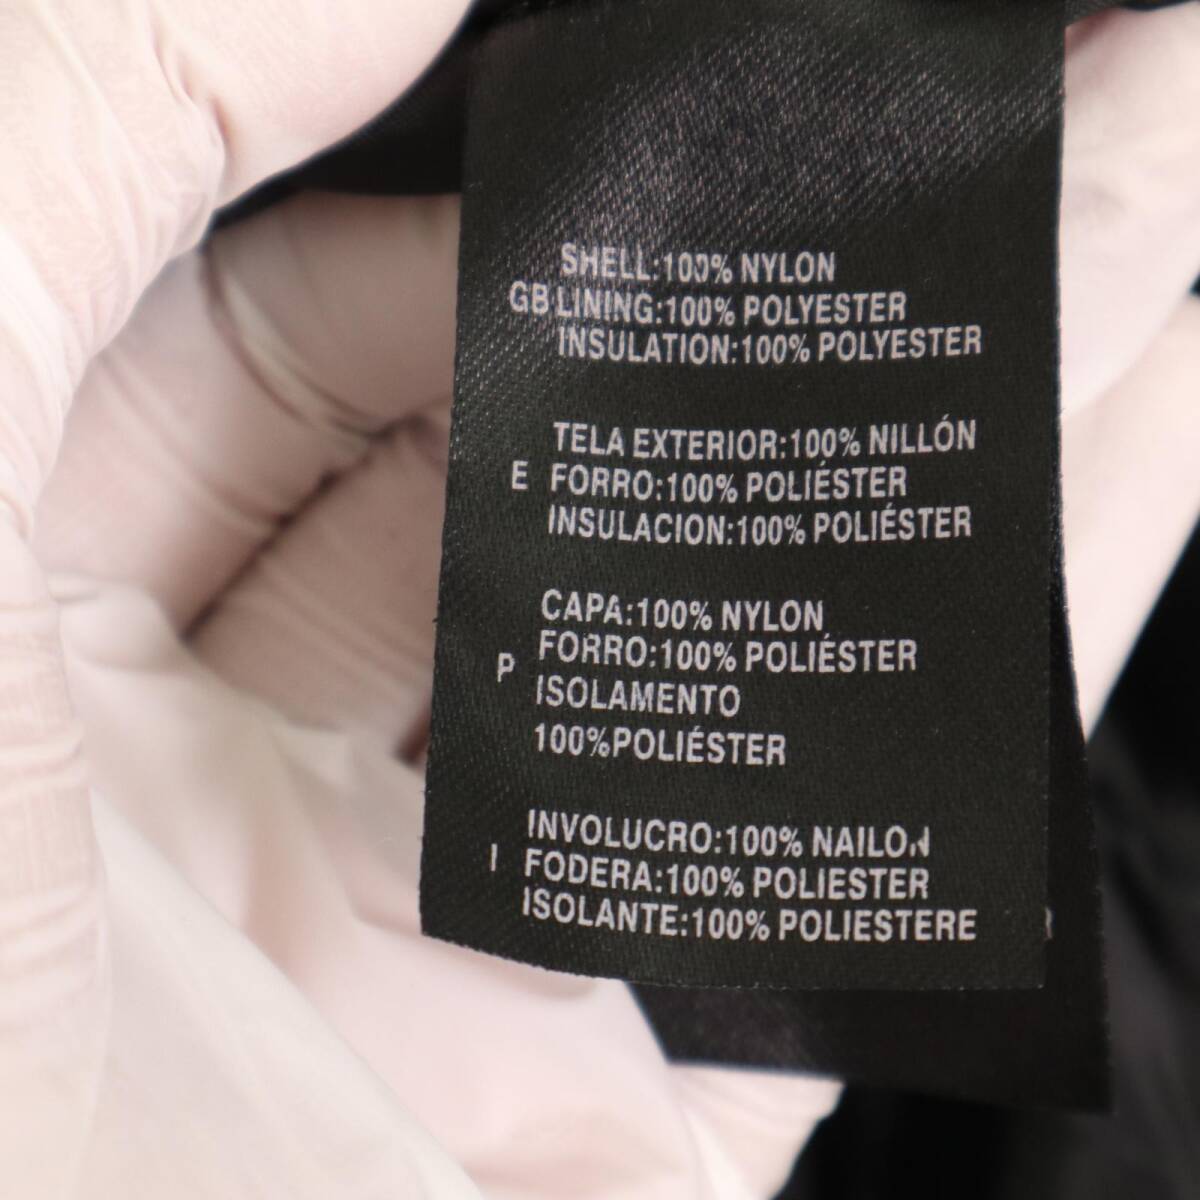 SHELL:100% NYLON
GB LINING:100% POLYESTER
INSULATION:100% POLYESTER
TELA EXTERIOR:100% NILLÓN
E FORRO:100% POLIÉSTER
INSULACION:100% POLIÉSTER
CAPA:100% NYLON
P FORRO:100% POLIÉSTER
ISOLAMENTO
100%POLIÉSTER
INVOLUCRO:100% NAILON
I FODERA:100% POLIESTER
ISOLANTE:100% POLIESTERE